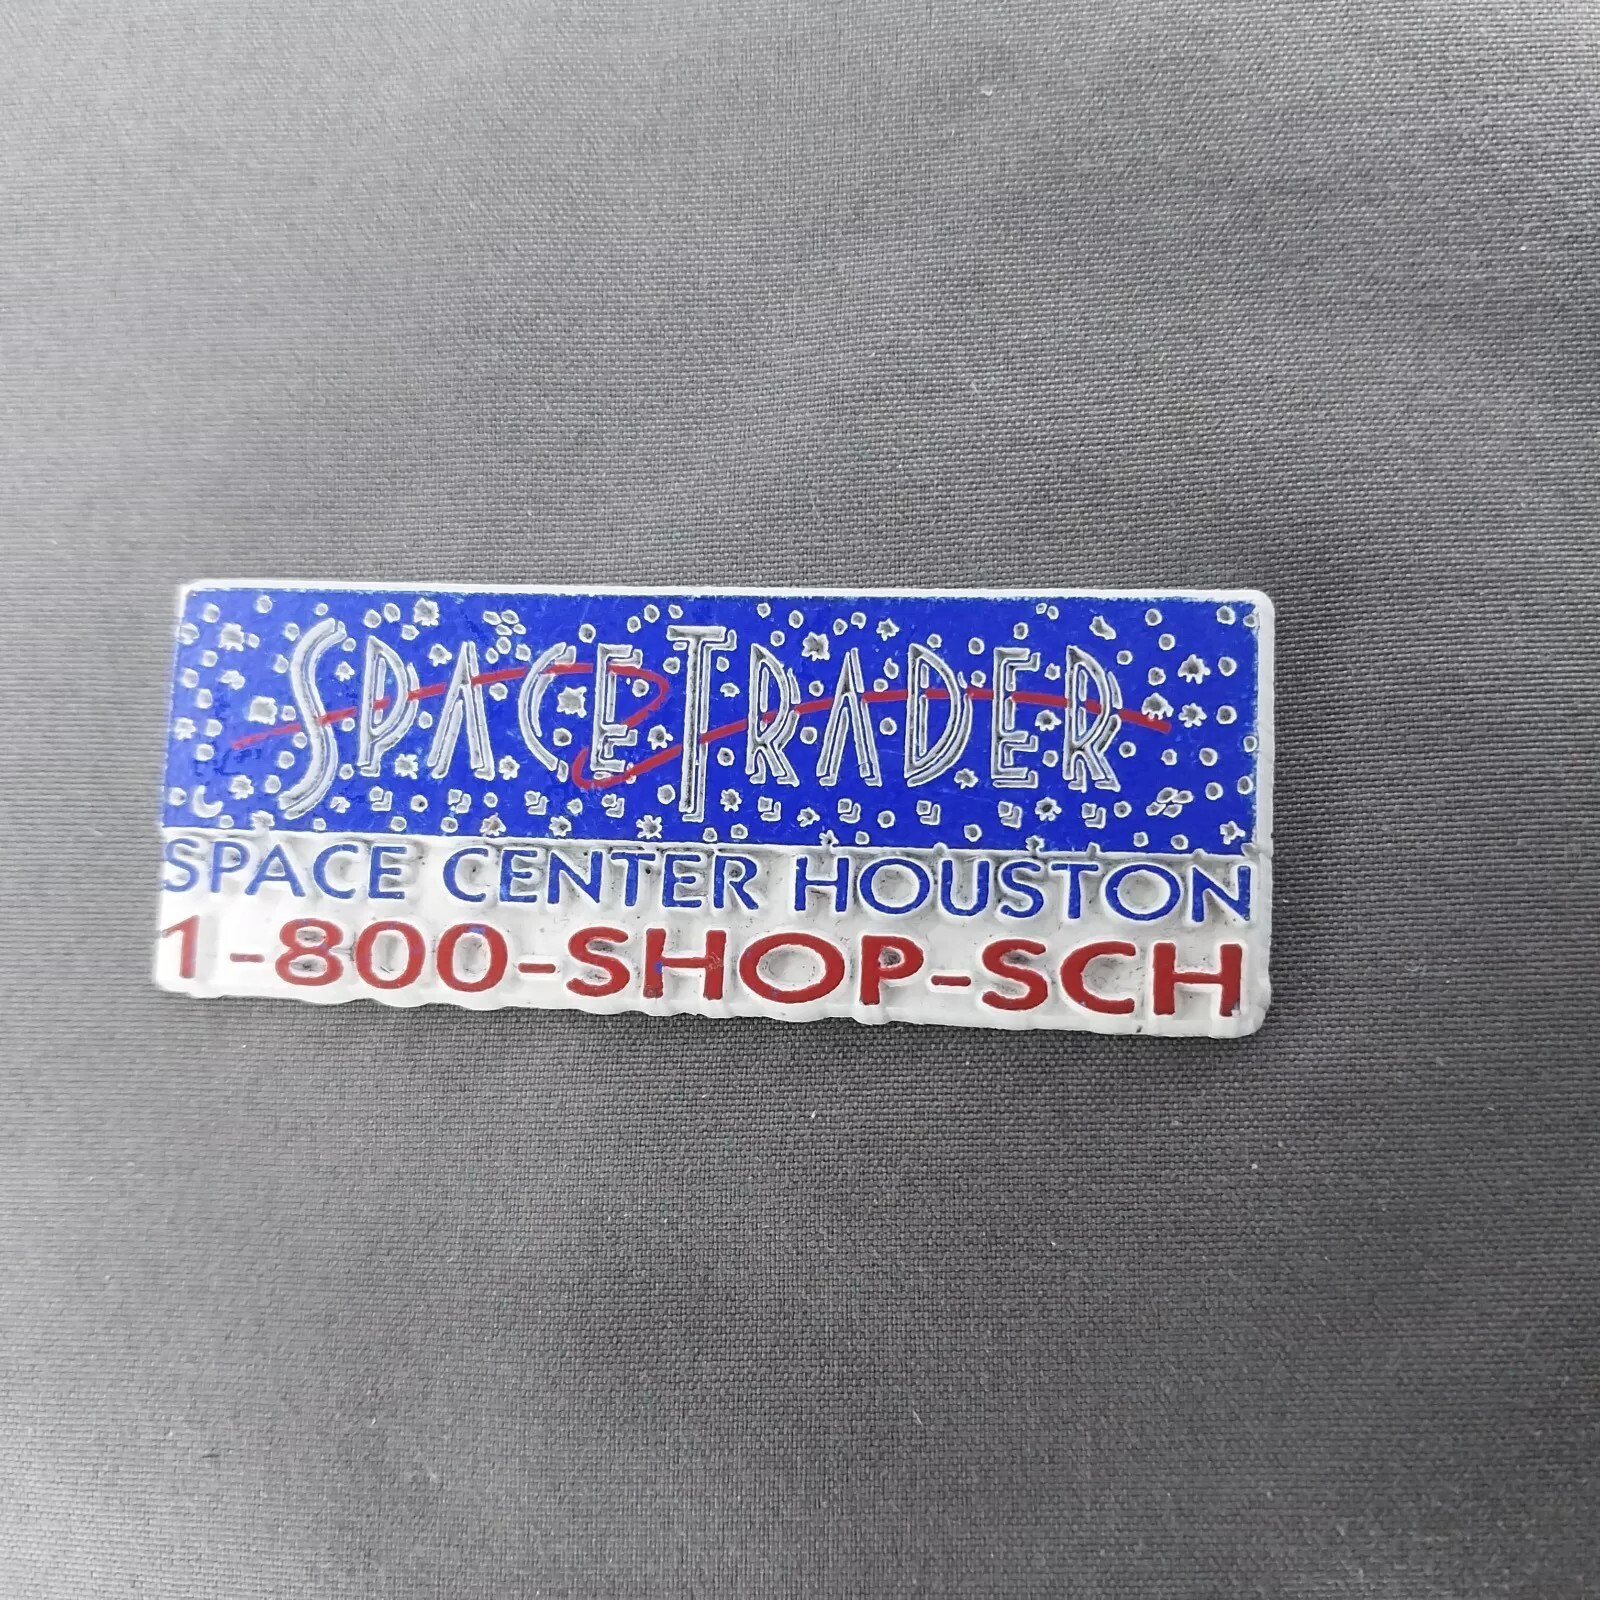 SPACETRADER
SPACE CENTER HOUSTON
1-800-SHOP-SCH